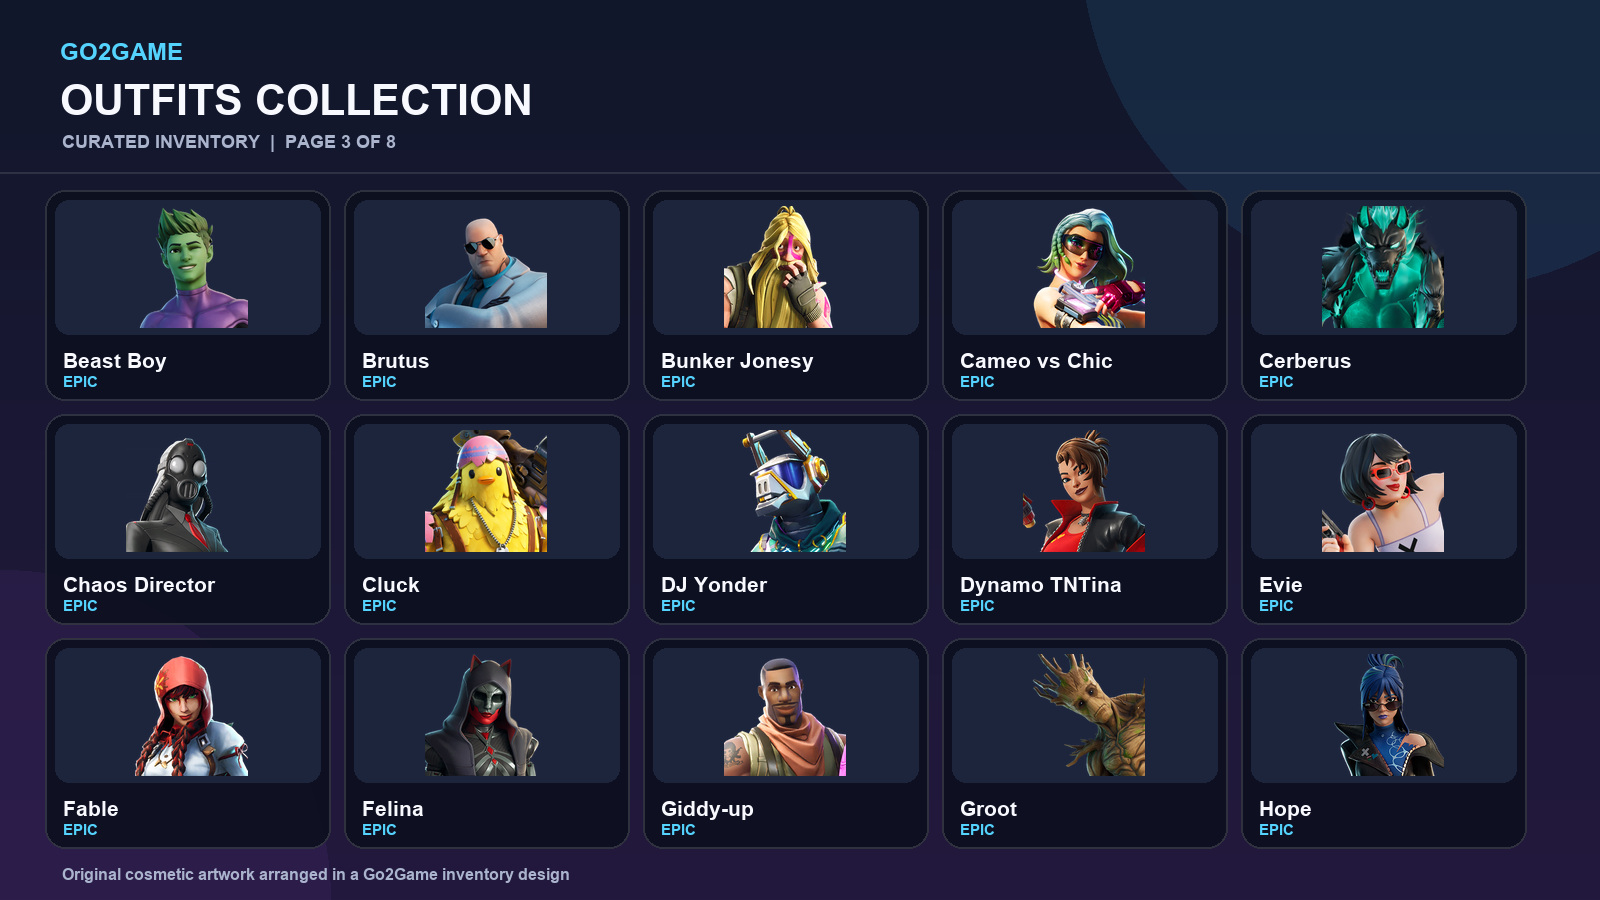 GO2GAME
OUTFITS COLLECTION
CURATED INVENTORY | PAGE 3 OF 8
Beast Boy
EPIC
Brutus
EPIC
Bunker Jonesy
EPIC
Cameo vs Chic
EPIC
Cerberus
EPIC
Chaos Director
EPIC
Cluck
EPIC
DJ Yonder
EPIC
Dynamo TNTina
EPIC
Evie
EPIC
Fable
EPIC
Felina
EPIC
Giddy-up
EPIC
Groot
EPIC
Hope
EPIC
Original cosmetic artwork arranged in a Go2Game inventory design